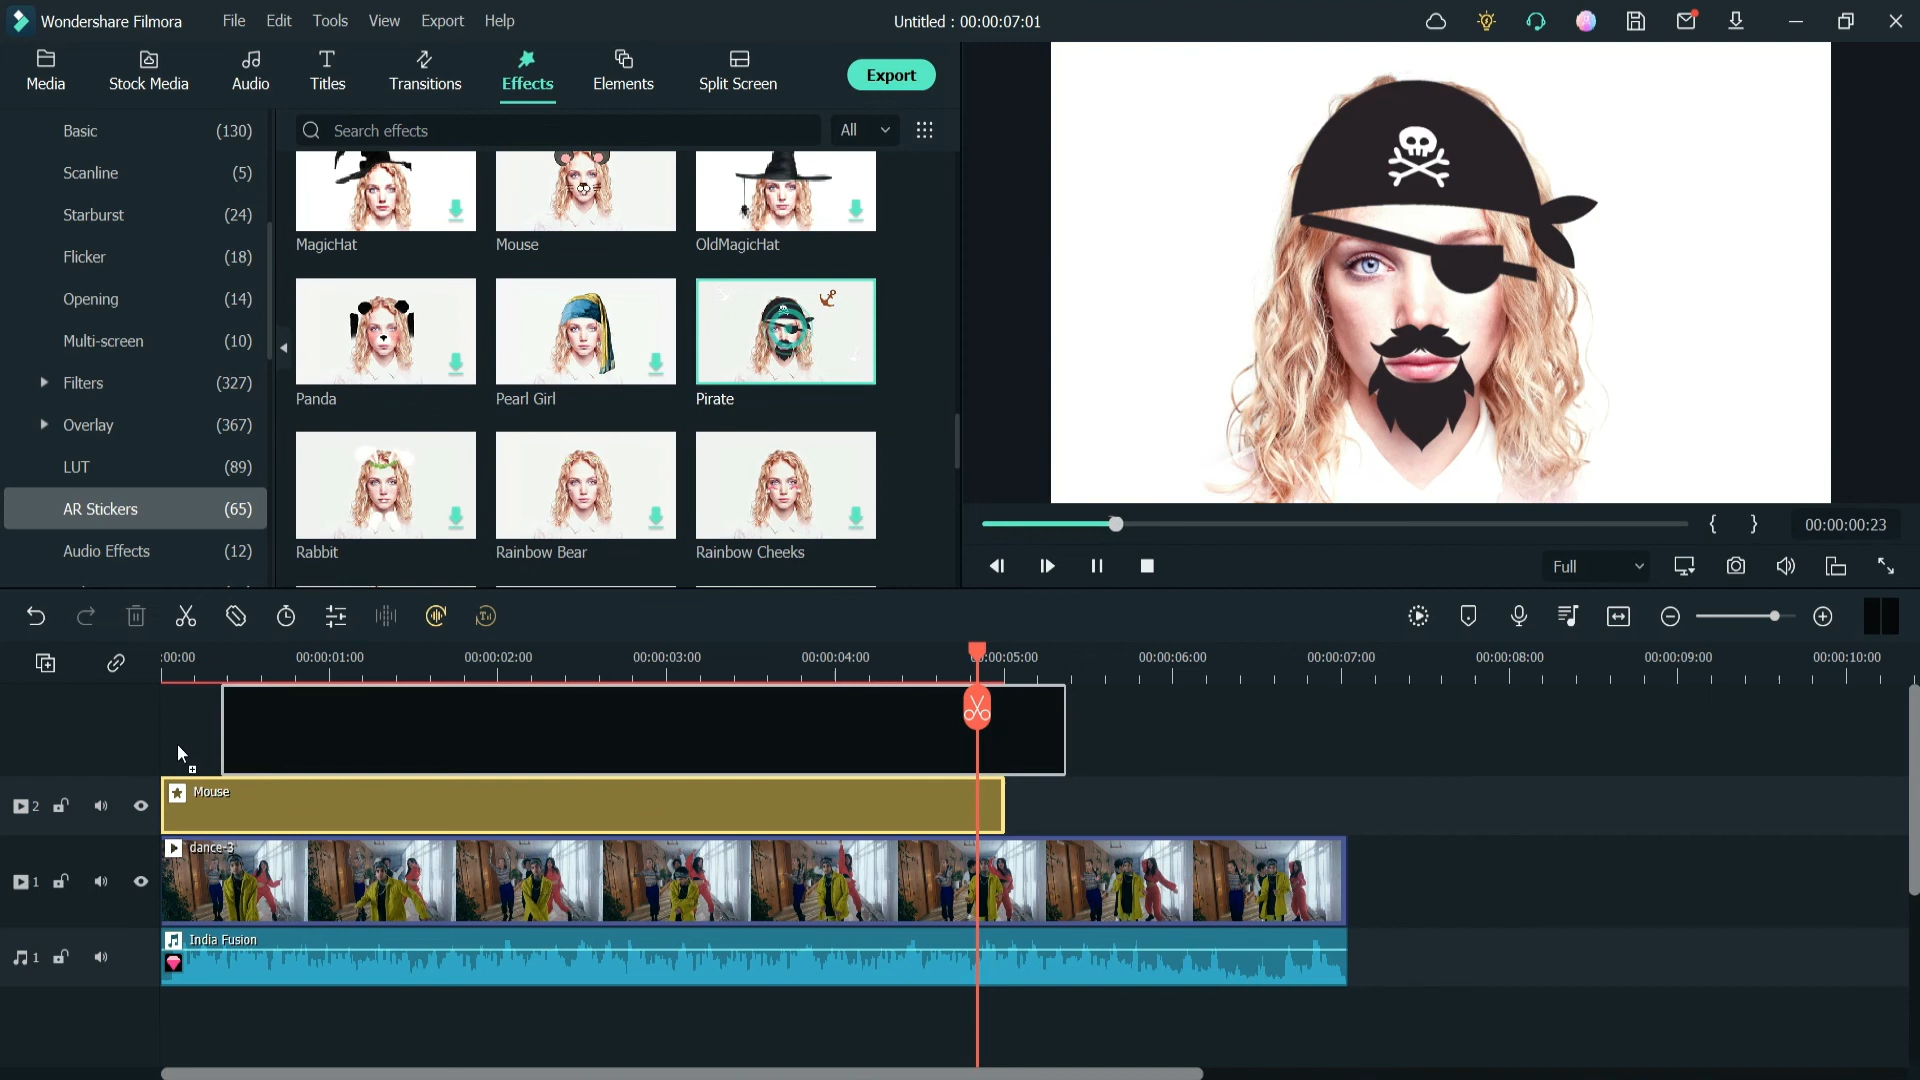 Wondershare Filmora File Edit Tools View Export Help Untitled : 00:00:07:01
Media Stock Media Audio Titles Transitions Effects Elements Split Screen Export
Basic (130)
Scanline (5)
Starburst (24)
Flicker (18)
Opening (14)
Multi-screen (10)
Filters (327)
Overlay (367)
LUT (89)
AR Stickers (65)
Audio Effects (12)
Search effects All
MagicHat Mouse OldMagicHat
Panda Pearl Girl Pirate
Rabbit Rainbow Bear Rainbow Cheeks
{ } 00:00:00:23
Full
:00:00 00:00:01:00 00:00:02:00 00:00:03:00 00:00:04:00 00:00:05:00 00:00:06:00 00:00:07:00 00:00:08:00 00:00:09:00 00:00:10:00
2 Mouse
dance-3
1
India Fusion
1